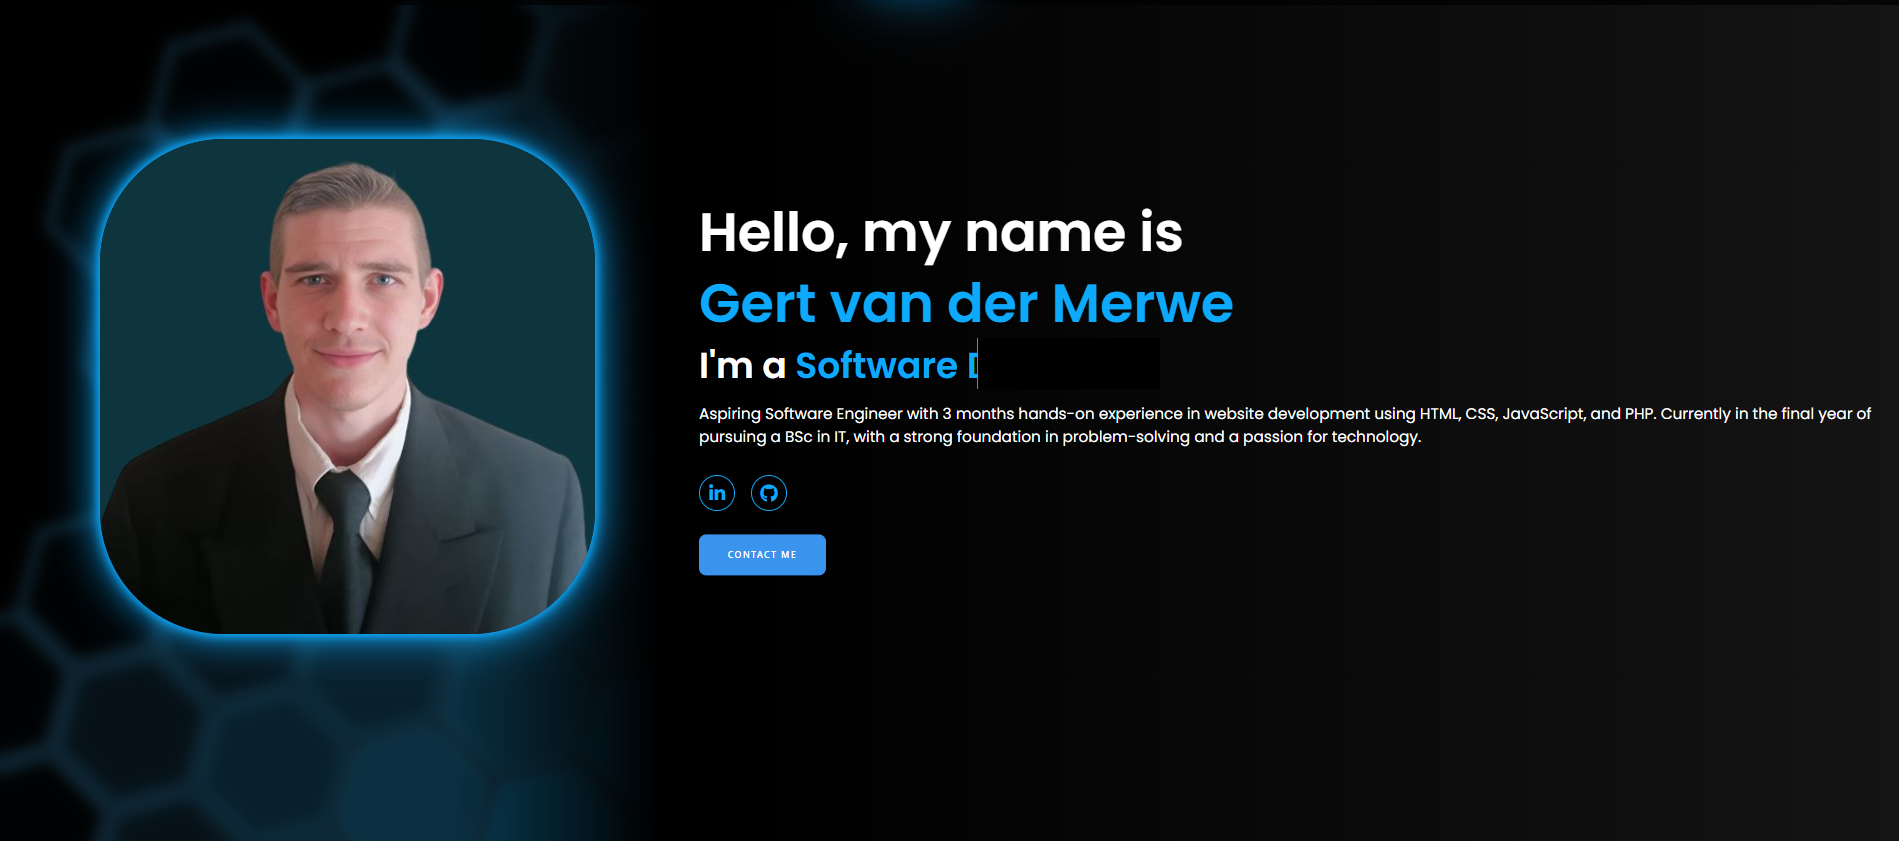 Hello, my name is
Gert van der Merwe
I'm a Software D
Aspiring Software Engineer with 3 months hands-on experience in website development using HTML, CSS, JavaScript, and PHP. Currently in the final year of
pursuing a BSc in IT, with a strong foundation in problem-solving and a passion for technology.
in
CONTACT ME